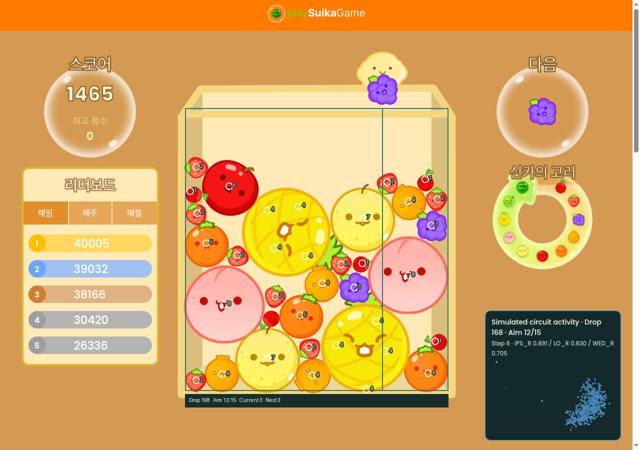 playSuikaGame
스코어
1465
최고 점수
0
다음
신카의 고리
리더보드
매일
매주
매월
1 40005
2 39032
3 38166
4 30420
5 26336
Simulated circuit activity · Drop
168 · Aim 12/15
Step 6 · IPS_R 0.891 / LO_R 0.830 / WED_R
0.705
Drop 168 Aim 12/15 Current 3 Next 3